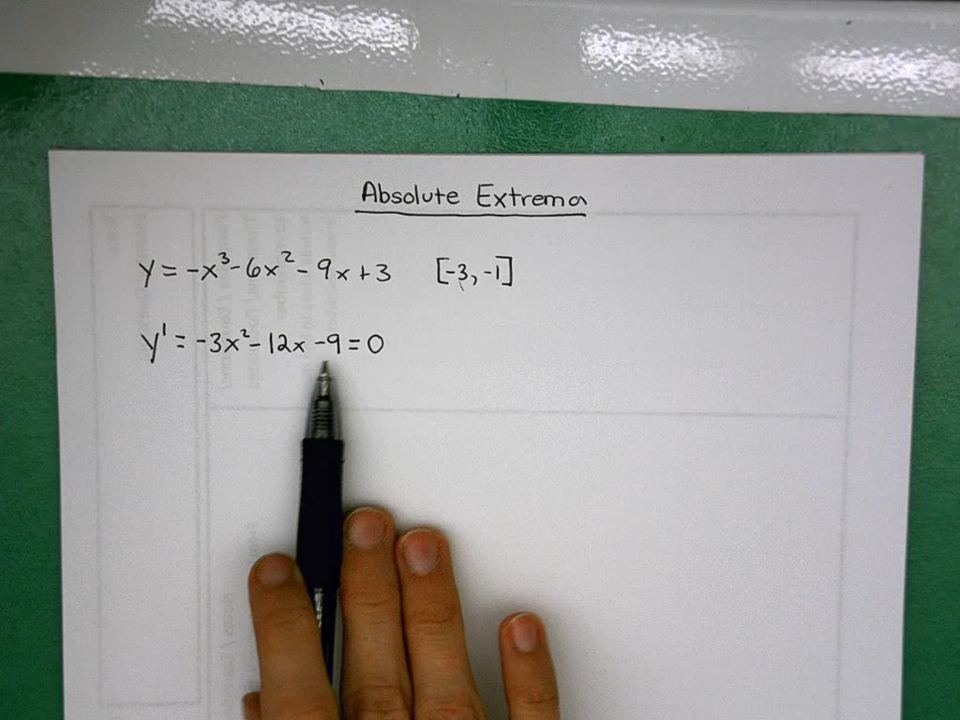 Absolute Extrema
y = -x³ - 6x² - 9x + 3 [-3, -1]
y' = -3x² - 12x - 9 = 0